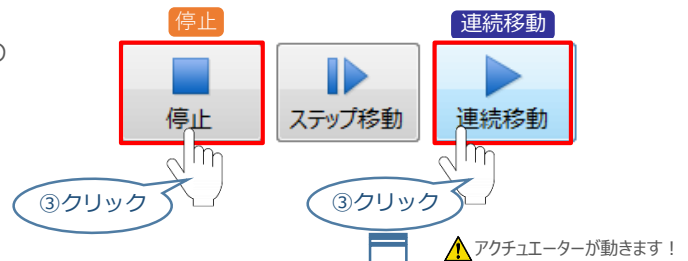 停止
連続移動
の
停止
ステップ移動
連続移動
③クリック
③クリック
アクチュエーターが動きます！